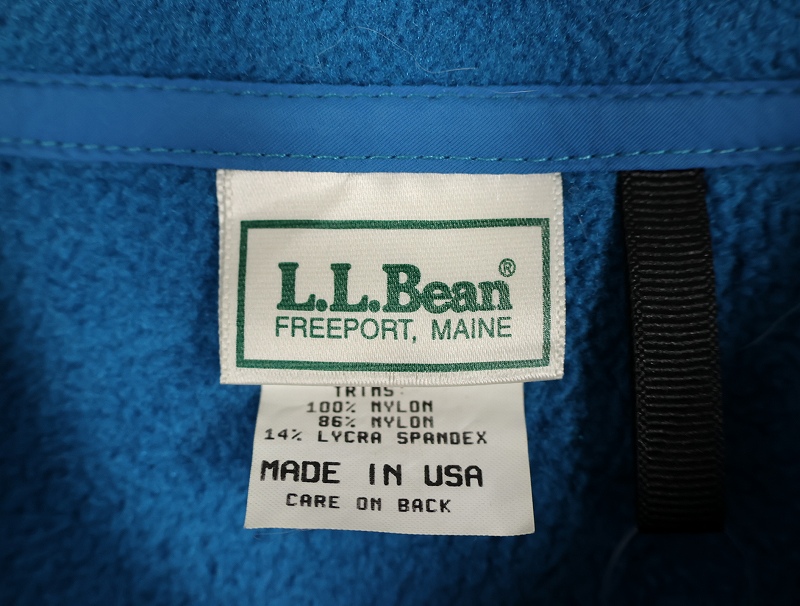 L.L.Bean®
FREEPORT, MAINE
TRIMS:
100% NYLON
86% NYLON
14% LYCRA SPANDEX
MADE IN USA
CARE ON BACK